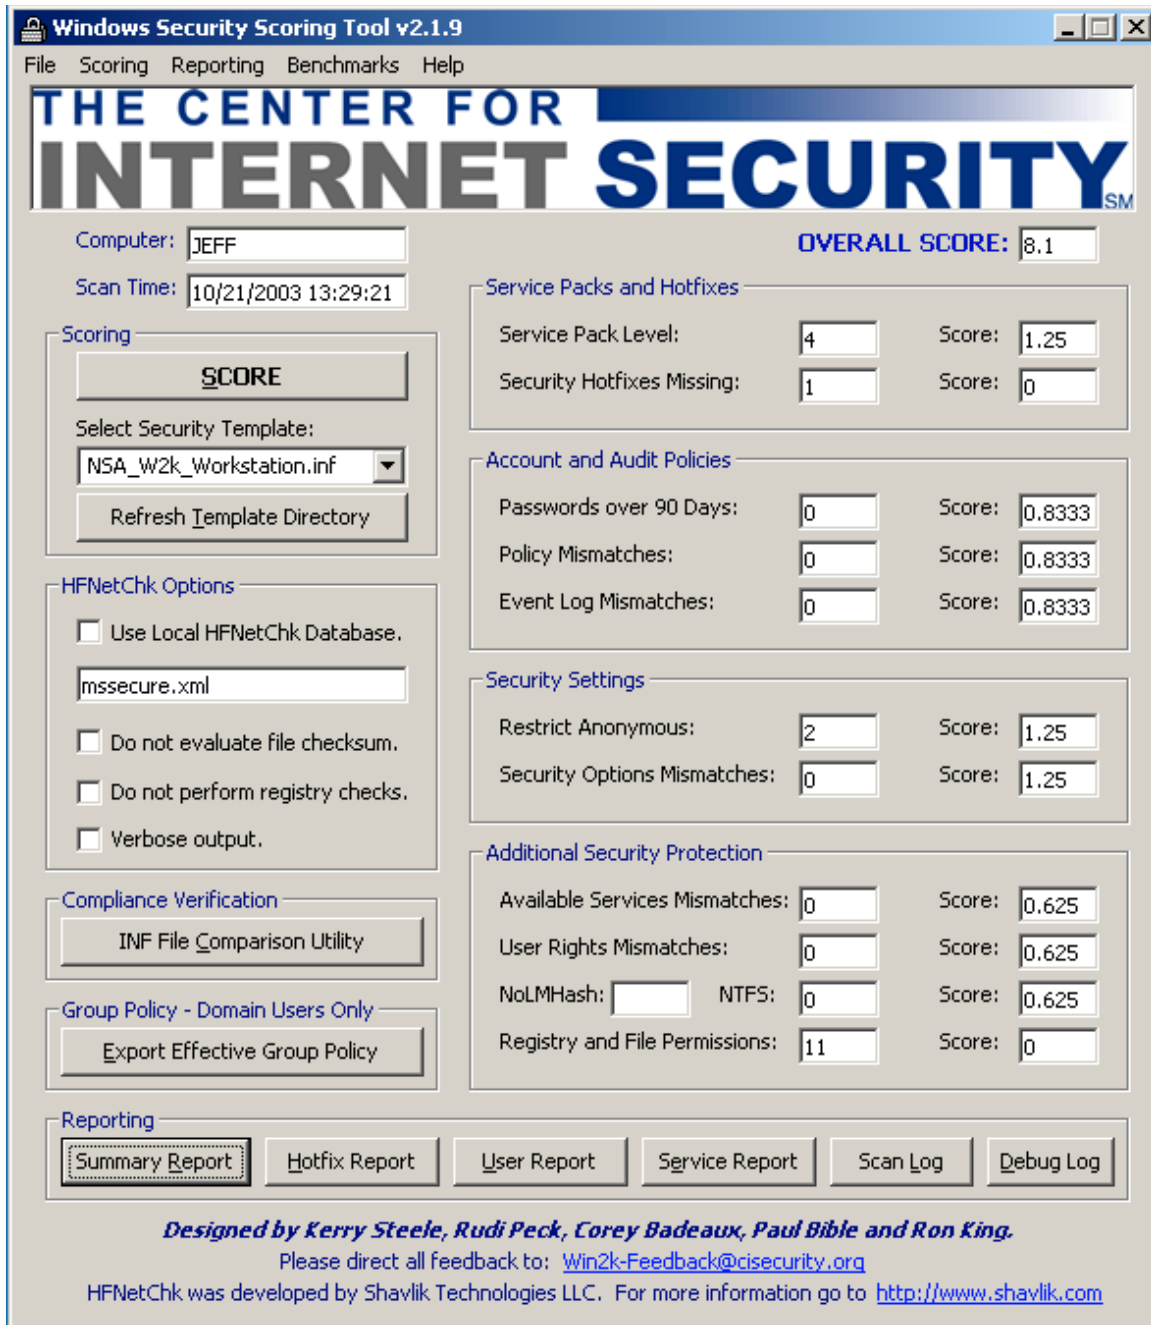 Windows Security Scoring Tool v2.1.9
File Scoring Reporting Benchmarks Help
THE CENTER FOR
INTERNET SECURITY SM
Computer: JEFF
OVERALL SCORE: 8.1
Scan Time: 10/21/2003 13:29:21
Scoring
SCORE
Select Security Template:
NSA_W2k_Workstation.inf
Refresh Template Directory
HFNetChk Options
Use Local HFNetChk Database.
mssecure.xml
Do not evaluate file checksum.
Do not perform registry checks.
Verbose output.
Compliance Verification
INF File Comparison Utility
Group Policy - Domain Users Only
Export Effective Group Policy
Service Packs and Hotfixes
Service Pack Level: 4 Score: 1.25
Security Hotfixes Missing: 1 Score: 0
Account and Audit Policies
Passwords over 90 Days: 0 Score: 0.8333
Policy Mismatches: 0 Score: 0.8333
Event Log Mismatches: 0 Score: 0.8333
Security Settings
Restrict Anonymous: 2 Score: 1.25
Security Options Mismatches: 0 Score: 1.25
Additional Security Protection
Available Services Mismatches: 0 Score: 0.625
User Rights Mismatches: 0 Score: 0.625
NoLMHash: NTFS: 0 Score: 0.625
Registry and File Permissions: 11 Score: 0
Reporting
Summary Report Hotfix Report User Report Service Report Scan Log Debug Log
Designed by Kerry Steele, Rudi Peck, Corey Badeaux, Paul Bible and Ron King.
Please direct all feedback to: Win2k-Feedback@cisecurity.org
HFNetChk was developed by Shavlik Technologies LLC. For more information go to http://www.shavlik.com